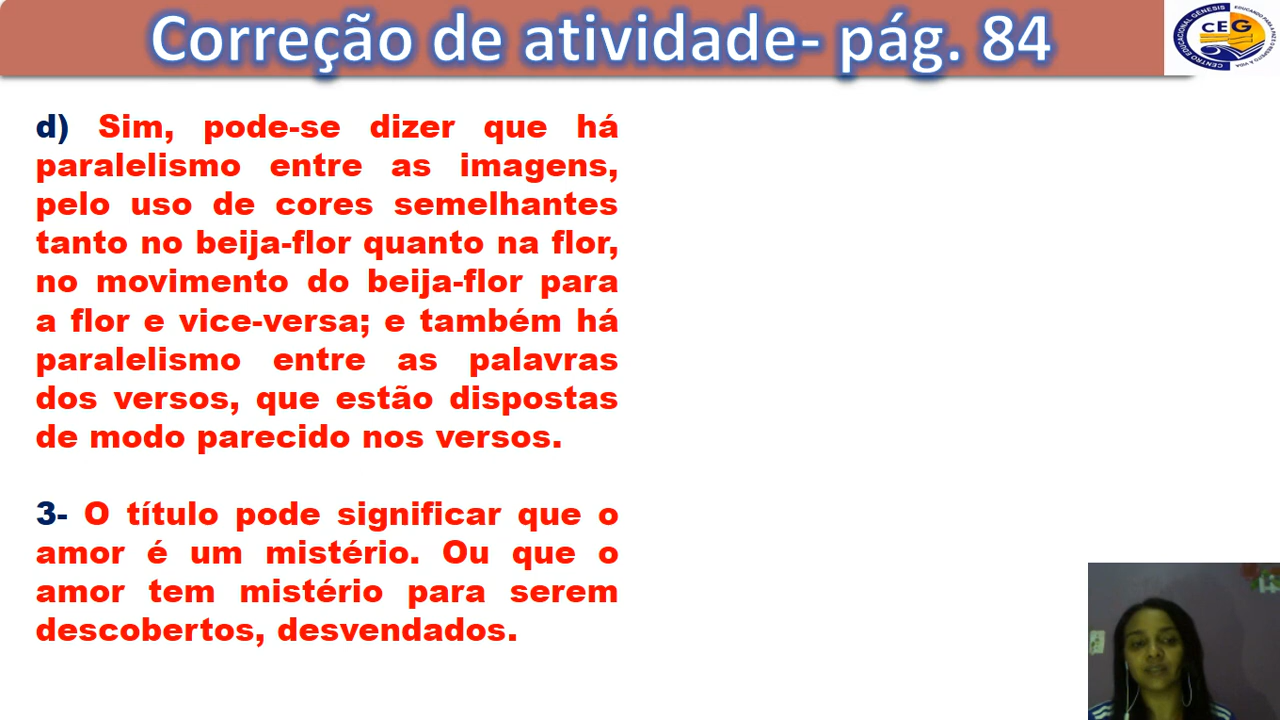 Correção de atividade- pág. 84
CENTRO EDUCACIONAL GÊNESIS
CEG
d) Sim, pode-se dizer que há
paralelismo entre as imagens,
pelo uso de cores semelhantes
tanto no beija-flor quanto na flor,
no movimento do beija-flor para
a flor e vice-versa; e também há
paralelismo entre as palavras
dos versos, que estão dispostas
de modo parecido nos versos.
3- O título pode significar que o
amor é um mistério. Ou que o
amor tem mistério para serem
descobertos, desvendados.